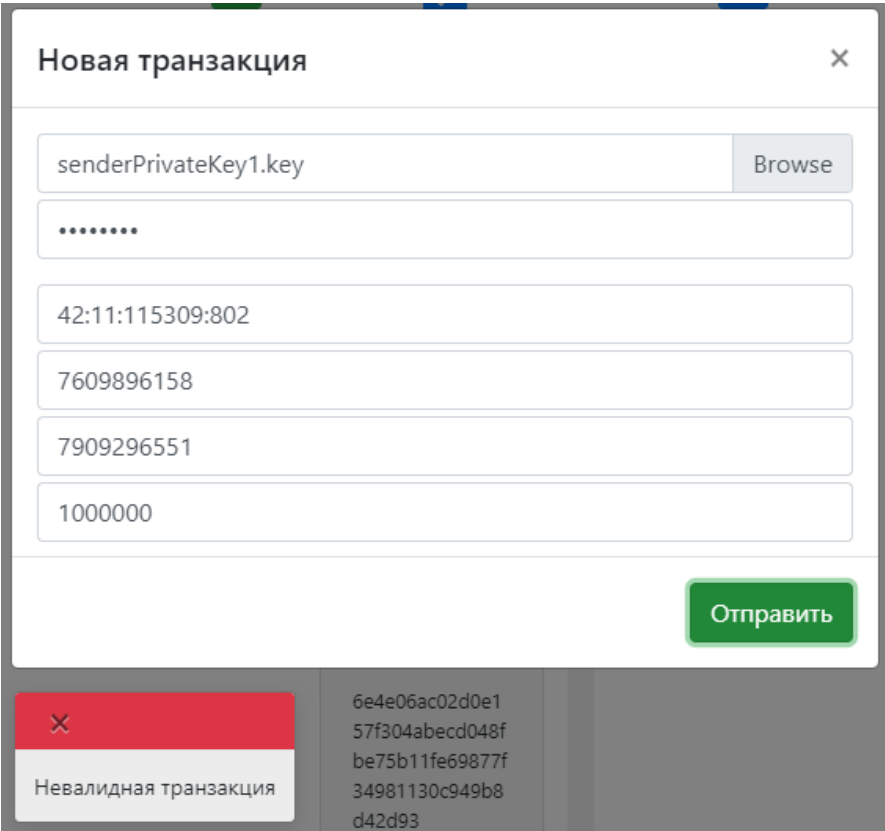 Новая транзакция
×
senderPrivateKey1.key
Browse
••••••••
42:11:115309:802
7609896158
7909296551
1000000
Отправить
×
Невалидная транзакция
6e4e06ac02d0e1
57f304abecd048f
be75b11fe69877f
34981130c949b8
d42d93